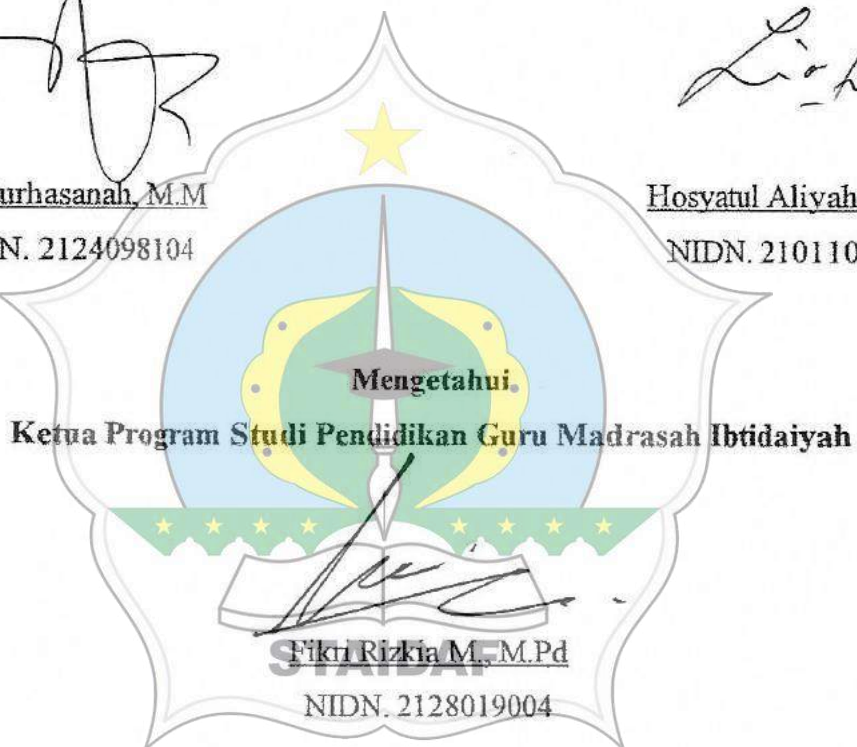 urhasanah, M.M
N. 2124098104
Hosyatul Aliyah
NIDN. 210110
Mengetahui
Ketua Program Studi Pendidikan Guru Madrasah Ibtidaiyah
STAIDAF
Fikri Rizkia M., M.Pd
NIDN. 2128019004